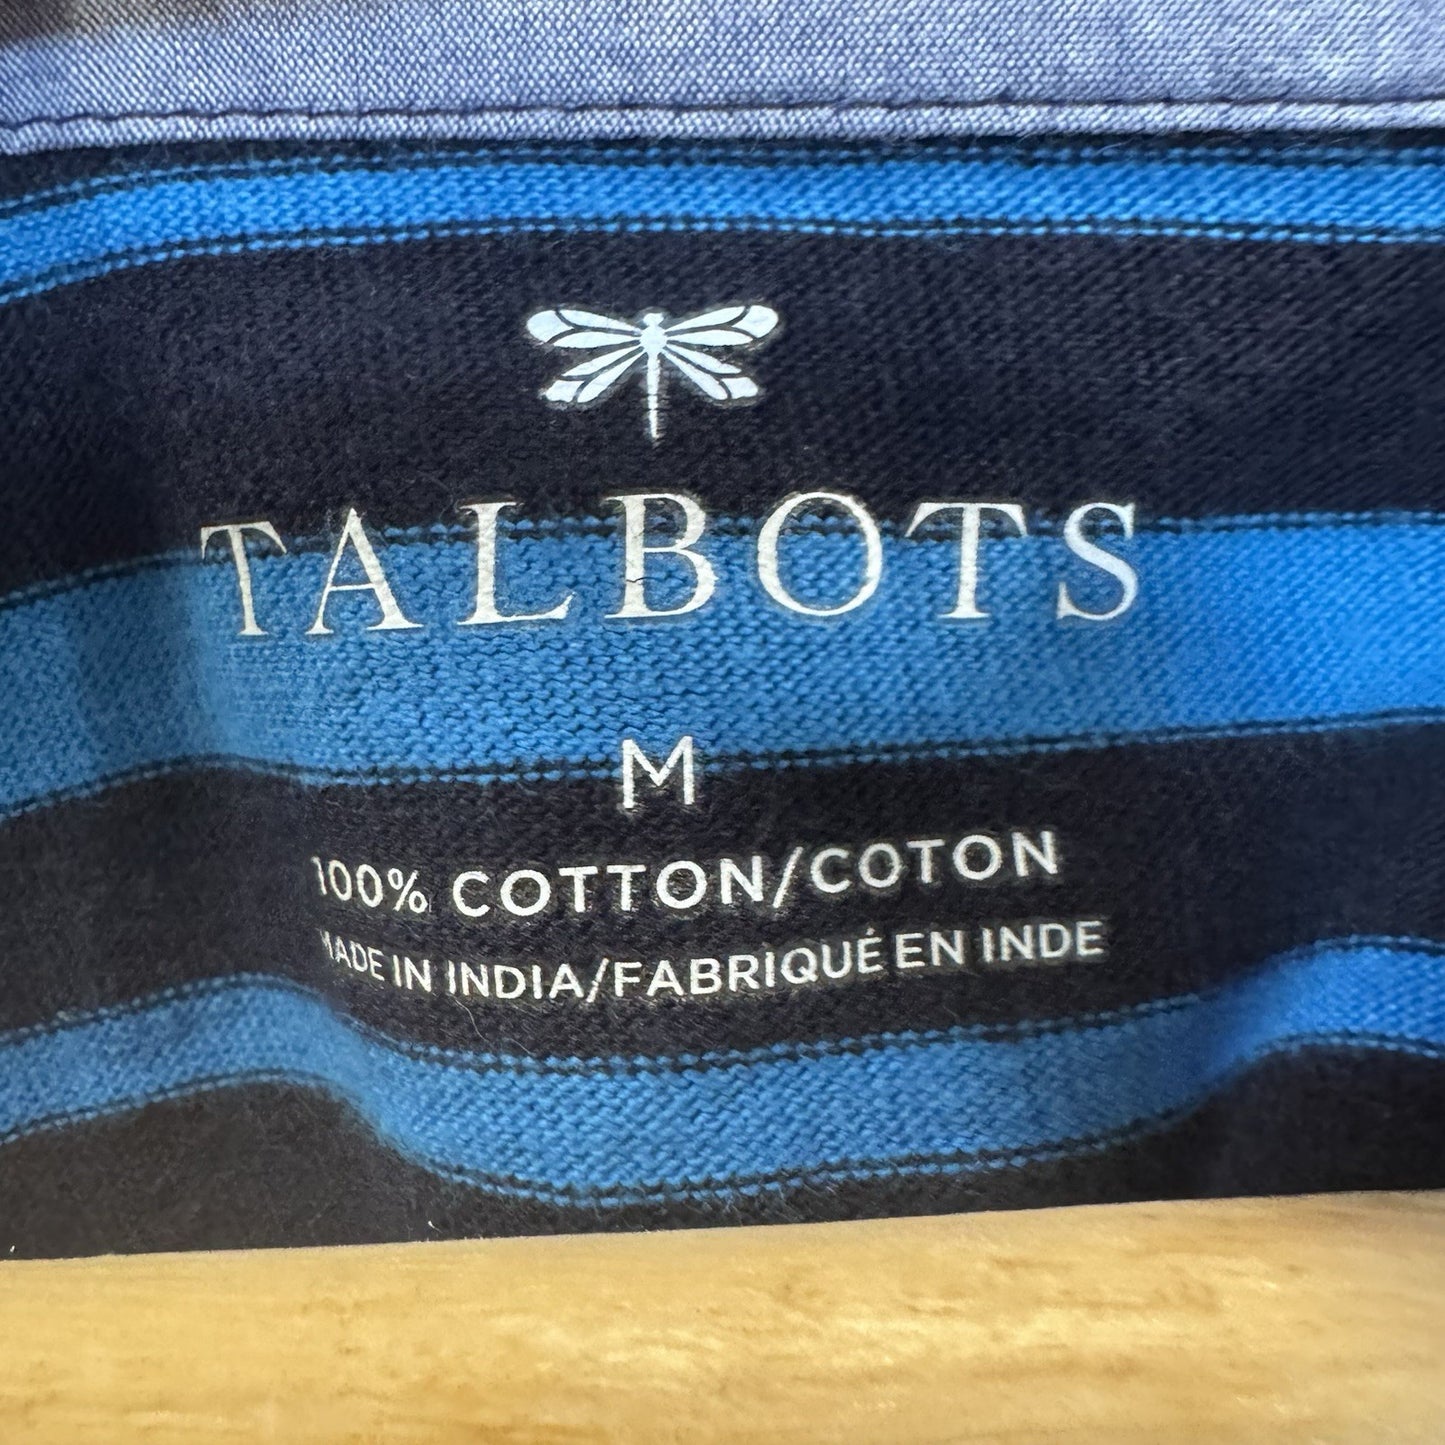 TALBOTS
M
100% COTTON/COTON
MADE IN INDIA/FABRIQUÉ EN INDE